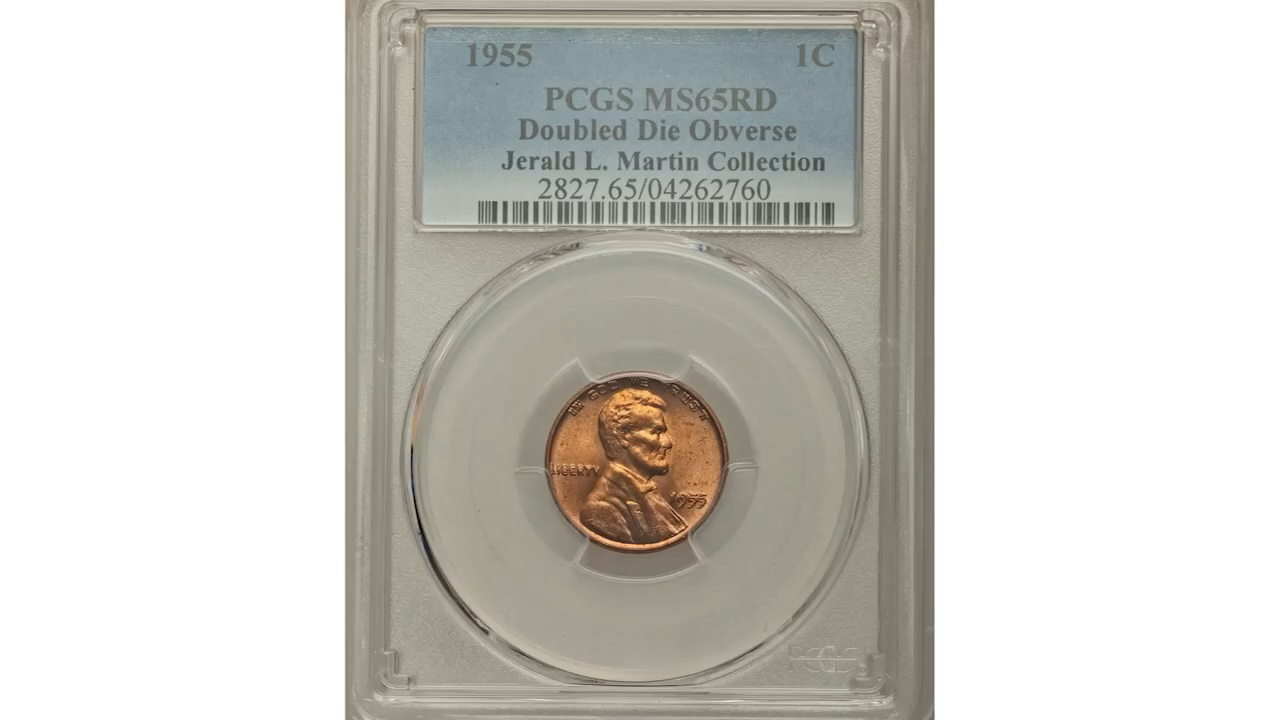 1955 1C
PCGS MS65RD
Doubled Die Obverse
Jerald L. Martin Collection
2827.65/04262760
IN GOD WE TRUST
LIBERTY
1955
PCGS